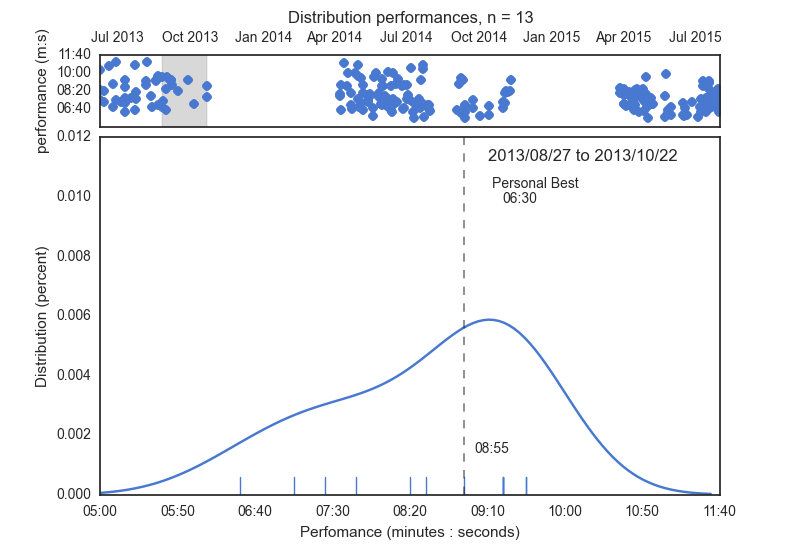 Distribution performances, n = 13
Jul 2013 Oct 2013 Jan 2014 Apr 2014 Jul 2014 Oct 2014 Jan 2015 Apr 2015 Jul 2015
performance (m:s)
11:40
10:00
08:20
06:40
0.012
2013/08/27 to 2013/10/22
Personal Best
06:30
0.010
0.008
Distribution (percent)
0.006
0.004
0.002
08:55
0.000
05:00 05:50 06:40 07:30 08:20 09:10 10:00 10:50 11:40
Perfomance (minutes : seconds)